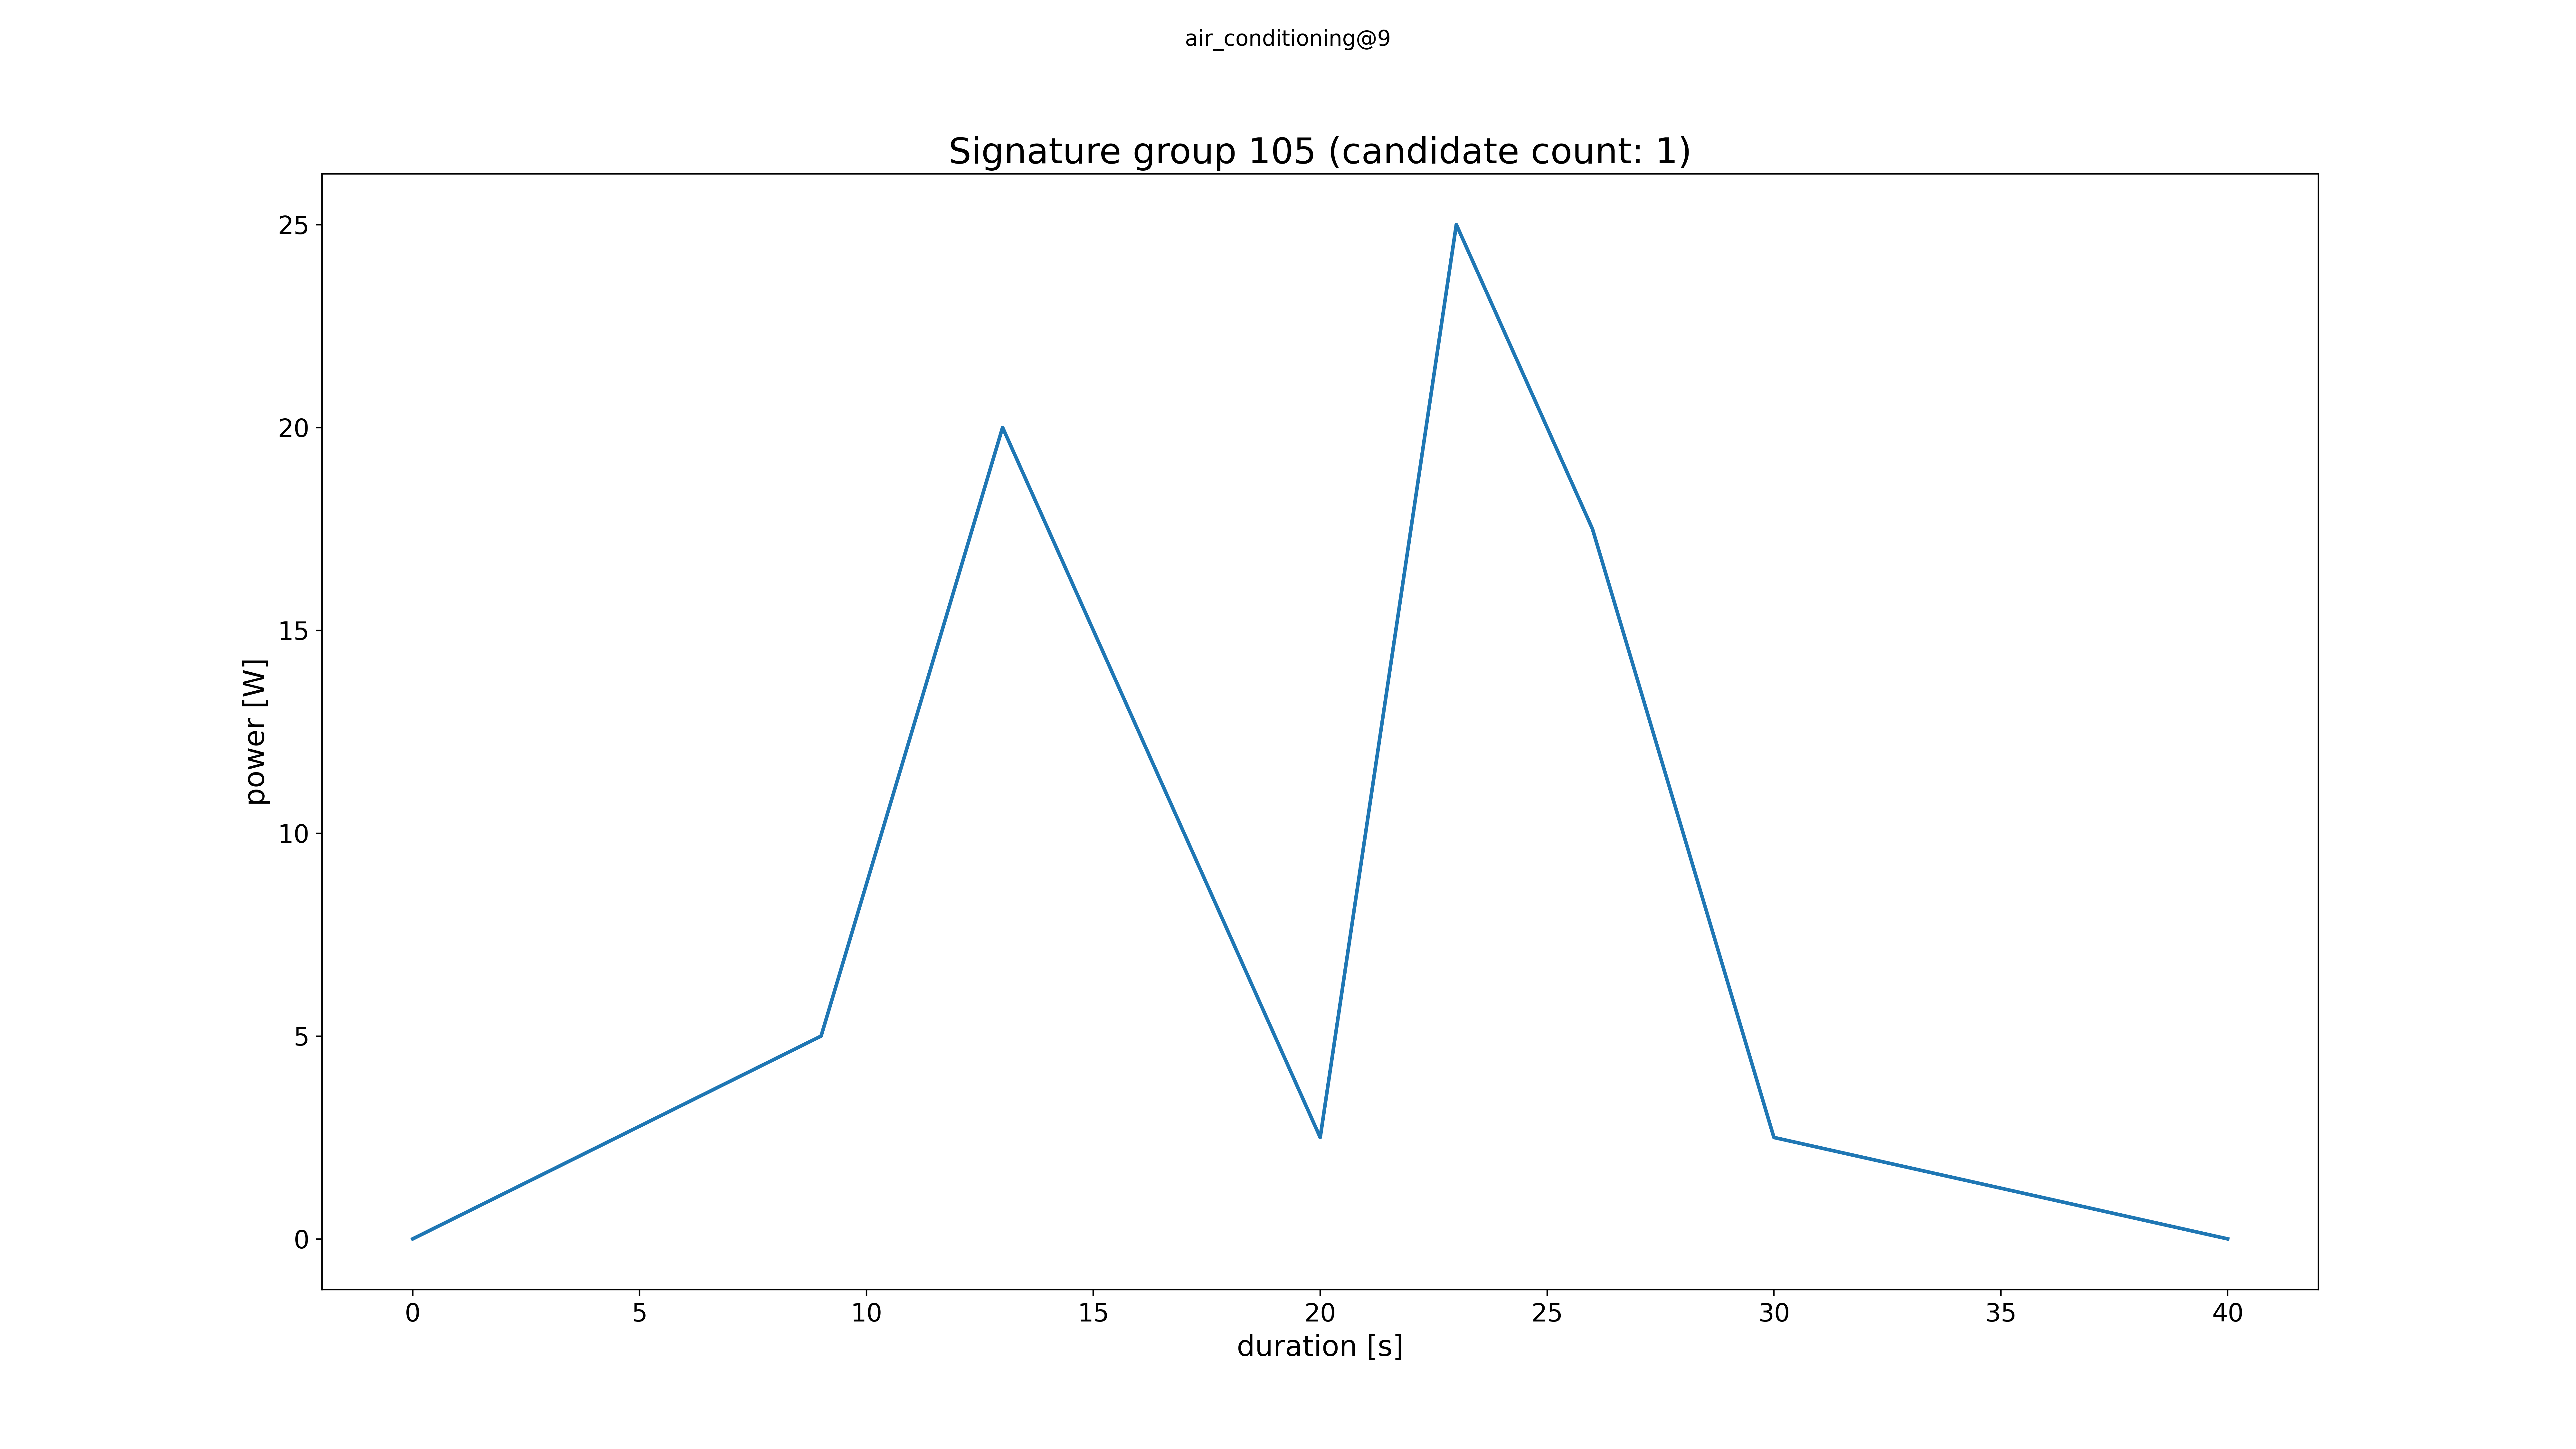 air_conditioning@9
Signature group 105 (candidate count: 1)
25
20
15
10
5
0
power [W]
0 5 10 15 20 25 30 35 40
duration [s]